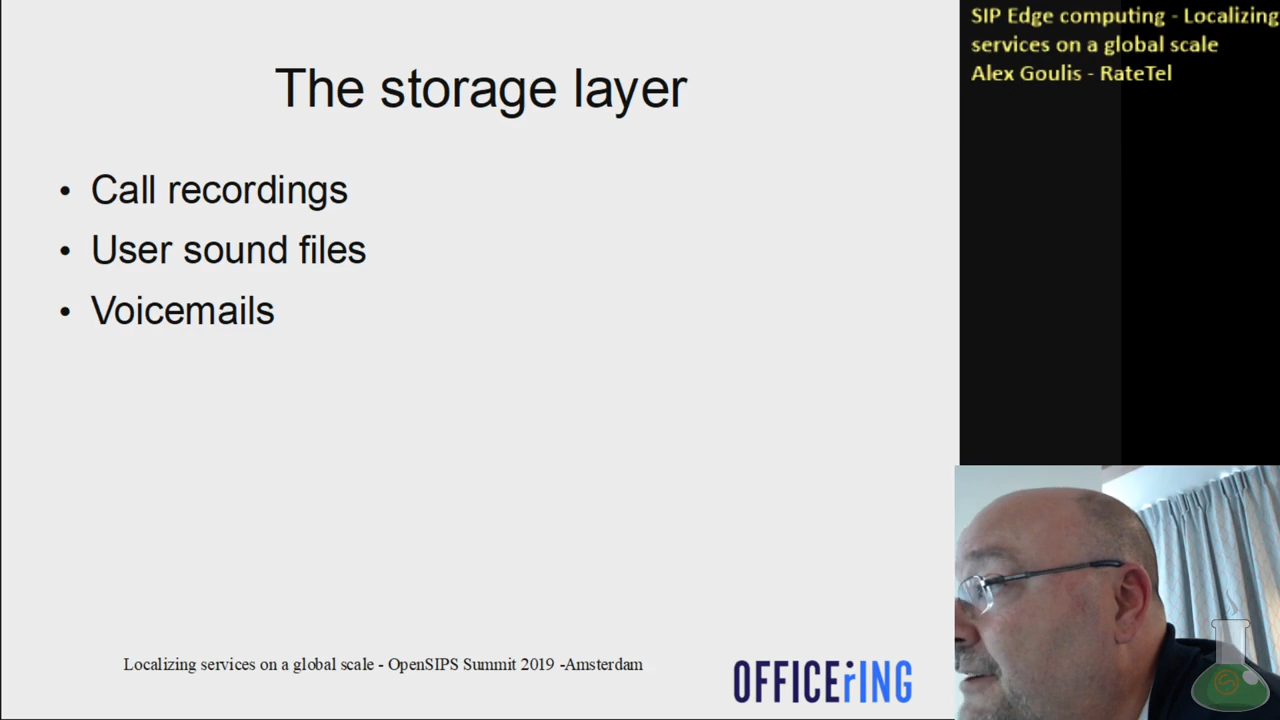 The storage layer
• Call recordings
• User sound files
• Voicemails
Localizing services on a global scale - OpenSIPS Summit 2019 -Amsterdam
OFFICEriNG
SIP Edge computing - Localizing
services on a global scale
Alex Goulis - RateTel